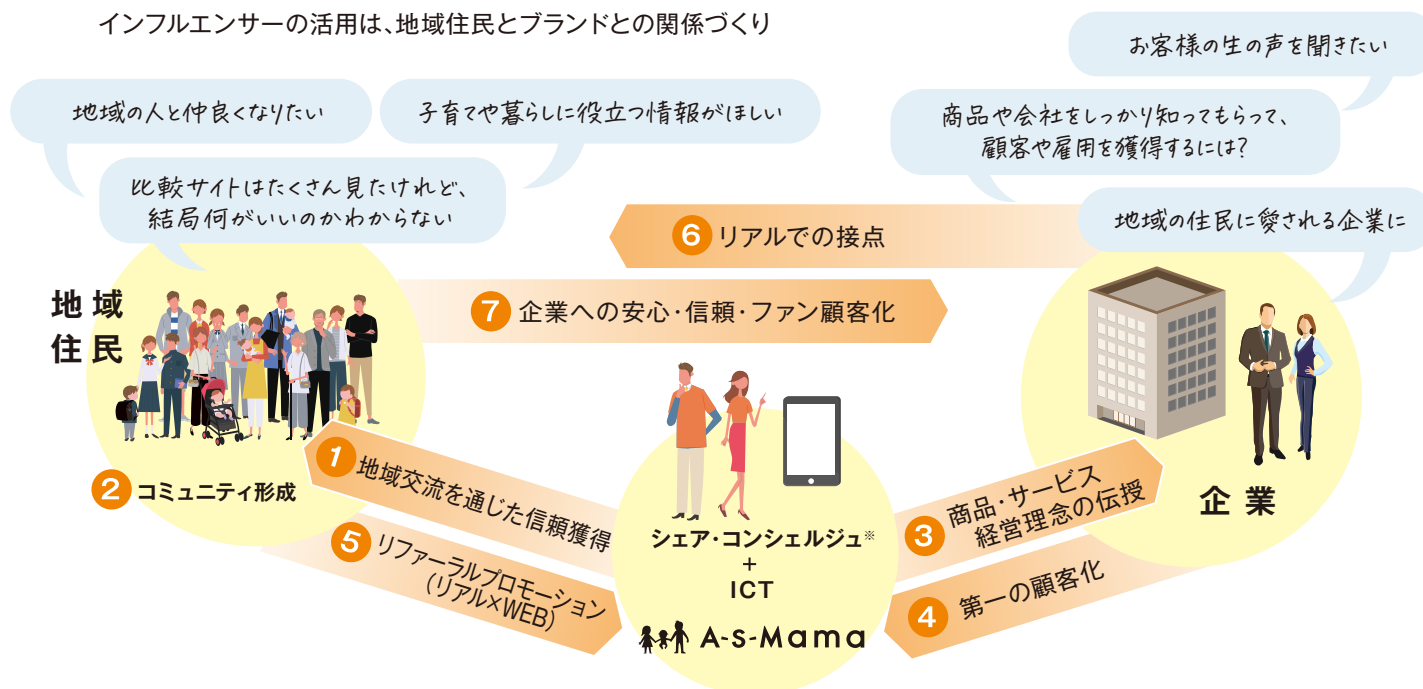 インフルエンサーの活用は、地域住民とブランドとの関係づくり
お客様の生の声を聞きたい
地域の人と仲良くなりたい
子育てや暮らしに役立つ情報がほしい
商品や会社をしっかり知ってもらって、
顧客や雇用を獲得するには?
比較サイトはたくさん見たけれど、
結局何がいいのかわからない
地域の住民に愛される企業に
6 リアルでの接点
7 企業への安心・信頼・ファン顧客化
地域
住民
1 地域交流を通じた信頼獲得
2 コミュニティ形成
3 商品・サービス
経営理念の伝授
企業
4 第一の顧客化
5 リファーラルプロモーション
(リアル×WEB)
シェア・コンシェルジュ※
+
ICT
A-s-Mama